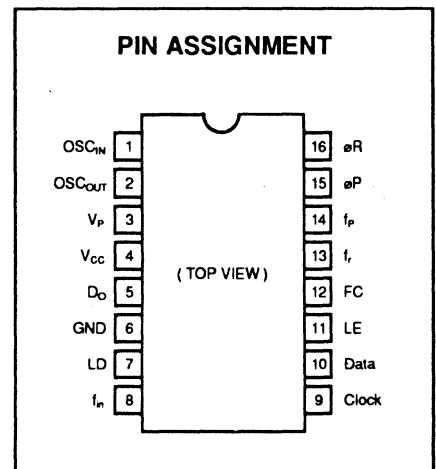 PIN ASSIGNMENT
OSCIN 1 16 øR
OSCOUT 2 15 øP
VP 3 14 fP
VCC 4 13 fr
( TOP VIEW )
DO 5 12 FC
GND 6 11 LE
LD 7 10 Data
fin 8 9 Clock